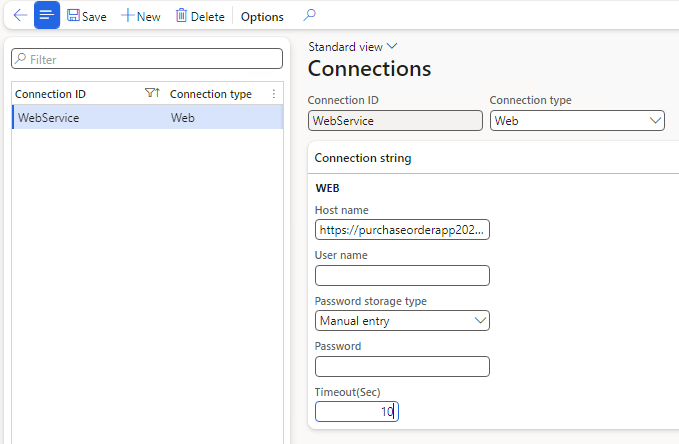 Save New Delete Options
Filter
Connection ID Connection type
WebService Web
Standard view
Connections
Connection ID Connection type
WebService Web
Connection string
WEB
Host name
https://purchaseorderapp202...
User name
Password storage type
Manual entry
Password
Timeout(Sec)
10